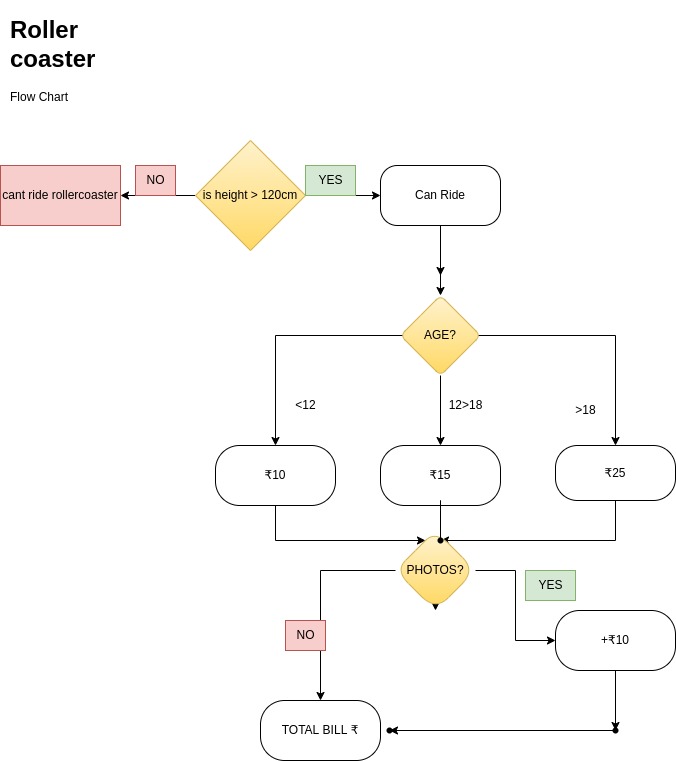 Roller
coaster
Flow Chart
cant ride rollercoaster
NO
is height > 120cm
YES
Can Ride
AGE?
<12
12>18
>18
₹10
₹15
₹25
PHOTOS?
YES
NO
+₹10
TOTAL BILL ₹